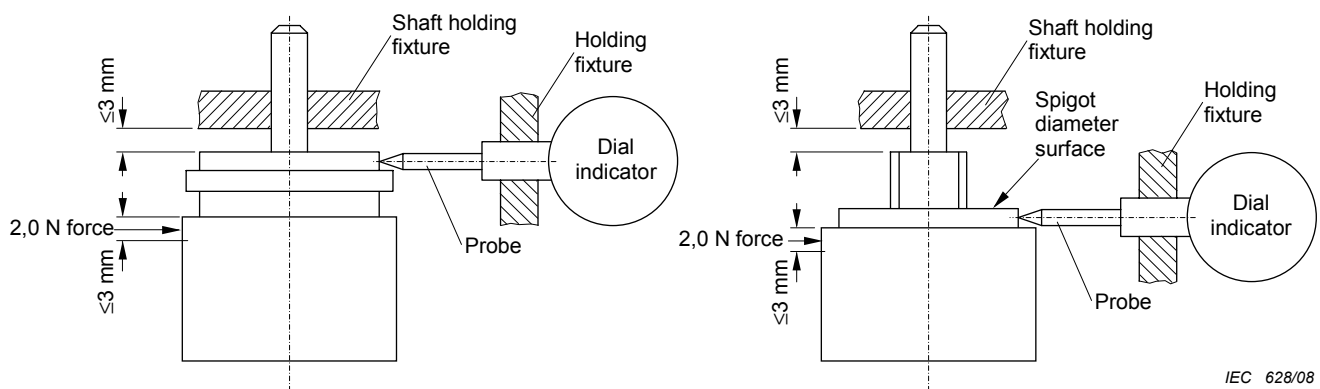 Shaft holding
fixture
Holding
fixture
≤3 mm
Dial
indicator
2,0 N force
Probe
≤3 mm
Shaft holding
fixture
Holding
fixture
≤3 mm
Spigot
diameter
surface
Dial
indicator
2,0 N force
Probe
≤3 mm
IEC 628/08